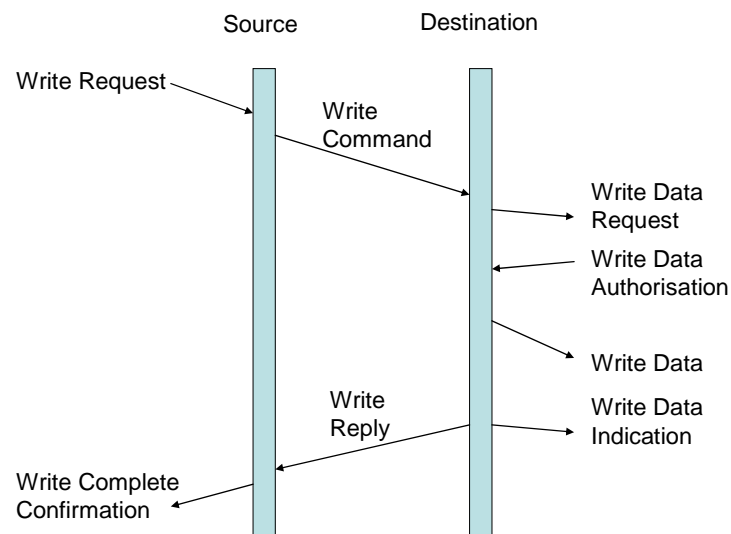 Source
Destination
Write Request
Write
Command
Write Data
Request
Write Data
Authorisation
Write Data
Write
Reply
Write Data
Indication
Write Complete
Confirmation